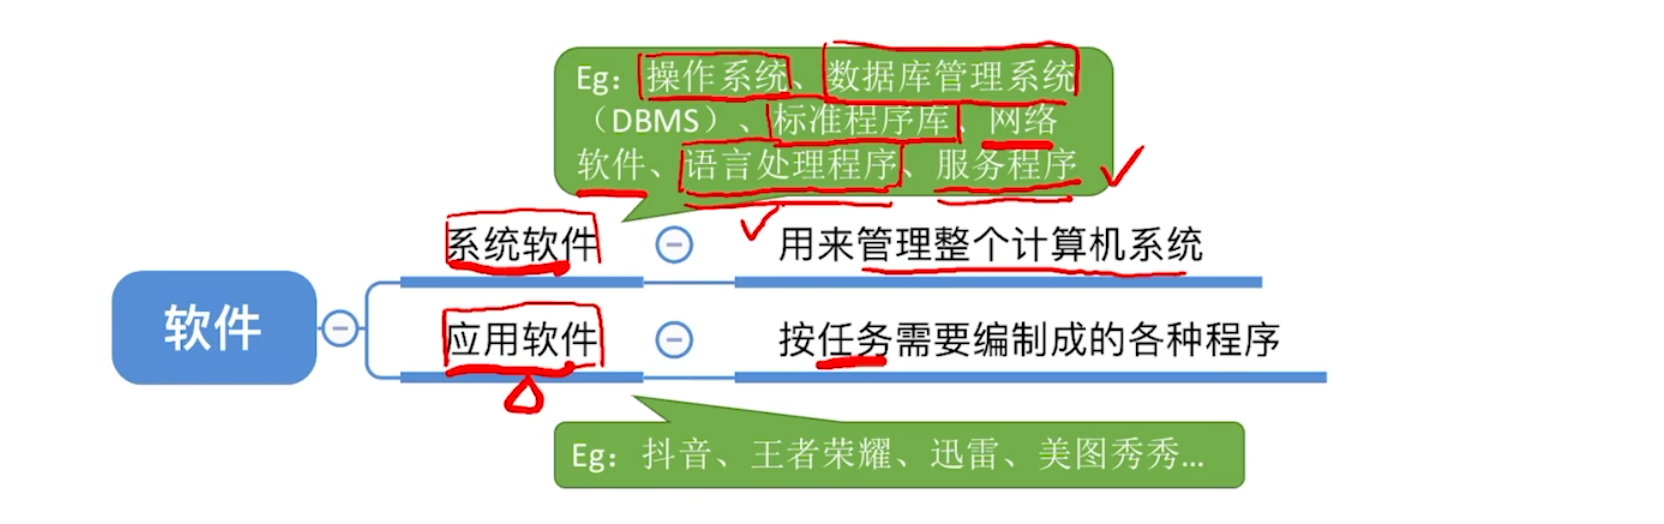 Eg：操作系统、数据库管理系统
（DBMS）、标准程序库、网络
软件、语言处理程序、服务程序
系统软件
用来管理整个计算机系统
软件
应用软件
按任务需要编制成的各种程序
Eg：抖音、王者荣耀、迅雷、美图秀秀...